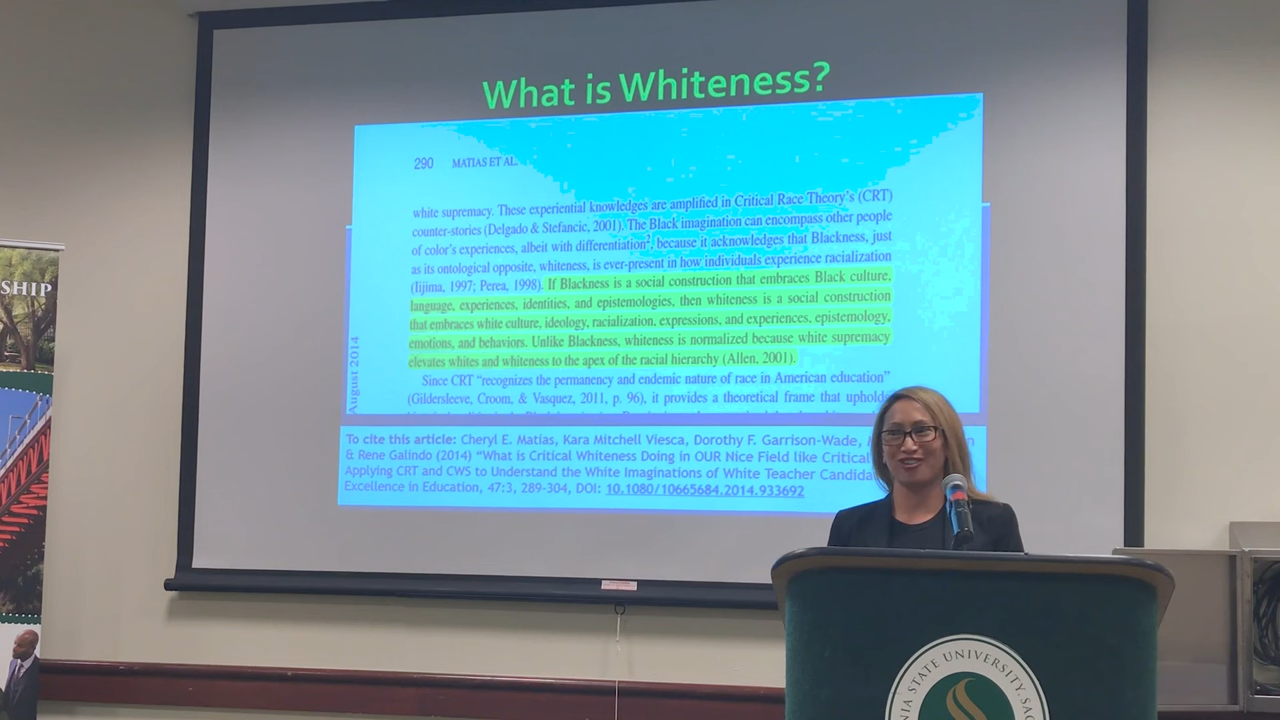 What is Whiteness?
290 MATIAS ET AL.
white supremacy. These experiential knowledges are amplified in Critical Race Theory's (CRT)
counter-stories (Delgado & Stefancic, 2001). The Black imagination can encompass other people
of color's experiences, albeit with differentiation², because it acknowledges that Blackness, just
as its ontological opposite, whiteness, is ever-present in how individuals experience racialization
(Iijima, 1997; Perea, 1998). If Blackness is a social construction that embraces Black culture,
language, experiences, identities, and epistemologies, then whiteness is a social construction
that embraces white culture, ideology, racialization, expressions, and experiences, epistemology,
emotions, and behaviors. Unlike Blackness, whiteness is normalized because white supremacy
elevates whites and whiteness to the apex of the racial hierarchy (Allen, 2001).
Since CRT "recognizes the permanency and endemic nature of race in American education"
(Gildersleeve, Croom, & Vasquez, 2011, p. 96), it provides a theoretical frame that uphold
August 2014
To cite this article: Cheryl E. Matias, Kara Mitchell Viesca, Dorothy F. Garrison-Wade,
& Rene Galindo (2014) "What is Critical Whiteness Doing in OUR Nice Field like Critical
Applying CRT and CWS to Understand the White Imaginations of White Teacher Candida
Excellence in Education, 47:3, 289-304, DOI: 10.1080/10665684.2014.933692
SHIP
NIA STATE UNIVERSITY, SAC